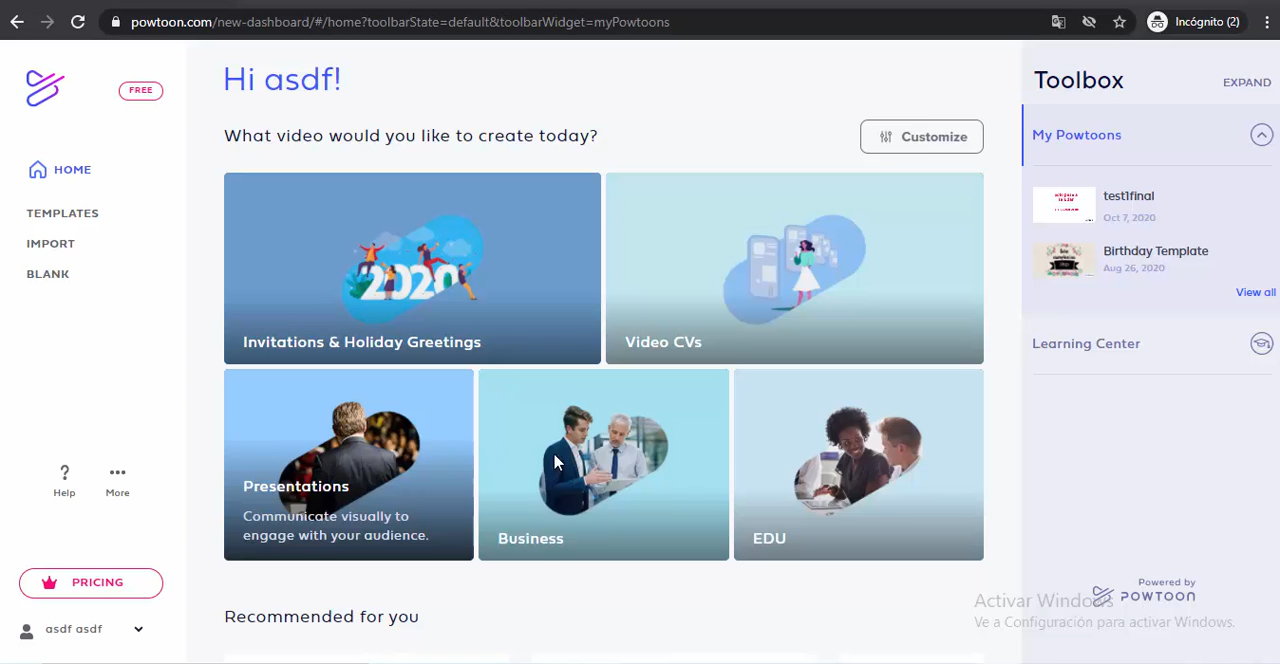 powtoon.com/new-dashboard/#/home?toolbarState=default&toolbarWidget=myPowtoons
Incógnito (2)
FREE
HOME
TEMPLATES
IMPORT
BLANK
? Help
More
PRICING
asdf asdf
Hi asdf!
What video would you like to create today?
Customize
2020
Invitations & Holiday Greetings
Video CVs
Presentations
Communicate visually to
engage with your audience.
Business
EDU
Recommended for you
Toolbox
EXPAND
My Powtoons
test1final
Oct 7, 2020
Birthday Template
Aug 26, 2020
View all
Learning Center
Powered by
POWTOON
Activar Windows
Ve a Configuración para activar Windows.